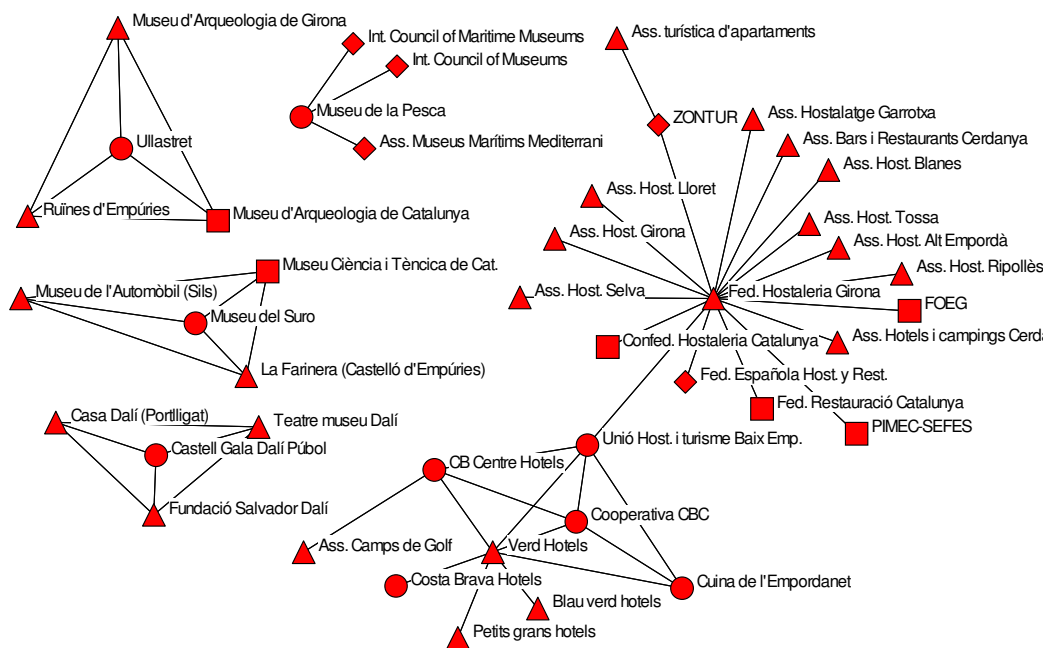 Museu d'Arqueologia de Girona
Int. Council of Maritime Museums
Int. Council of Museums
Museu de la Pesca
Ass. Museus Marítims Mediterrani
Ullastret
Ruïnes d'Empúries
Museu d'Arqueologia de Catalunya
Museu Ciència i Tèncica de Cat.
Museu de l'Automòbil (Sils)
Museu del Suro
La Farinera (Castelló d'Empúries)
Casa Dalí (Portlligat)
Teatre museu Dalí
Castell Gala Dalí Púbol
Fundació Salvador Dalí
Ass. turística d'apartaments
ZONTUR
Ass. Hostalatge Garrotxa
Ass. Bars i Restaurants Cerdanya
Ass. Host. Blanes
Ass. Host. Lloret
Ass. Host. Tossa
Ass. Host. Girona
Ass. Host. Alt Empordà
Ass. Host. Ripollès
Ass. Host. Selva
Fed. Hostaleria Girona
FOEG
Confed. Hostaleria Catalunya
Ass. Hotels i campings Cerda
Fed. Española Host. y Rest.
Fed. Restauració Catalunya
PIMEC-SEFES
Unió Host. i turisme Baix Emp.
CB Centre Hotels
Cooperativa CBC
Ass. Camps de Golf
Verd Hotels
Costa Brava Hotels
Cuina de l'Empordanet
Blau verd hotels
Petits grans hotels